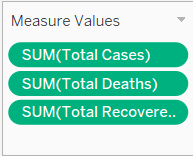 Measure Values
SUM(Total Cases)
SUM(Total Deaths)
SUM(Total Recovere..